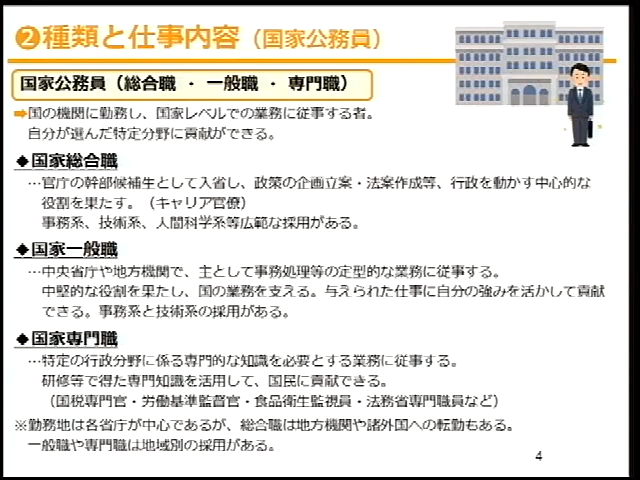 ❷種類と仕事内容（国家公務員）
国家公務員（総合職 ・ 一般職 ・ 専門職）
➡国の機関に勤務し、国家レベルでの業務に従事する者。
自分が選んだ特定分野に貢献ができる。
◆国家総合職
…官庁の幹部候補生として入省し、政策の企画立案・法案作成等、行政を動かす中心的な
役割を果たす。（キャリア官僚）
事務系、技術系、人間科学系等広範な採用がある。
◆国家一般職
…中央省庁や地方機関で、主として事務処理等の定型的な業務に従事する。
中堅的な役割を果たし、国の業務を支える。与えられた仕事に自分の強みを活かして貢献
できる。事務系と技術系の採用がある。
◆国家専門職
…特定の行政分野に係る専門的な知識を必要とする業務に従事する。
研修等で得た専門知識を活用して、国民に貢献できる。
（国税専門官・労働基準監督官・食品衛生監視員・法務省専門職員など）
※勤務地は各省庁が中心であるが、総合職は地方機関や諸外国への転勤もある。
一般職や専門職は地域別の採用がある。
4